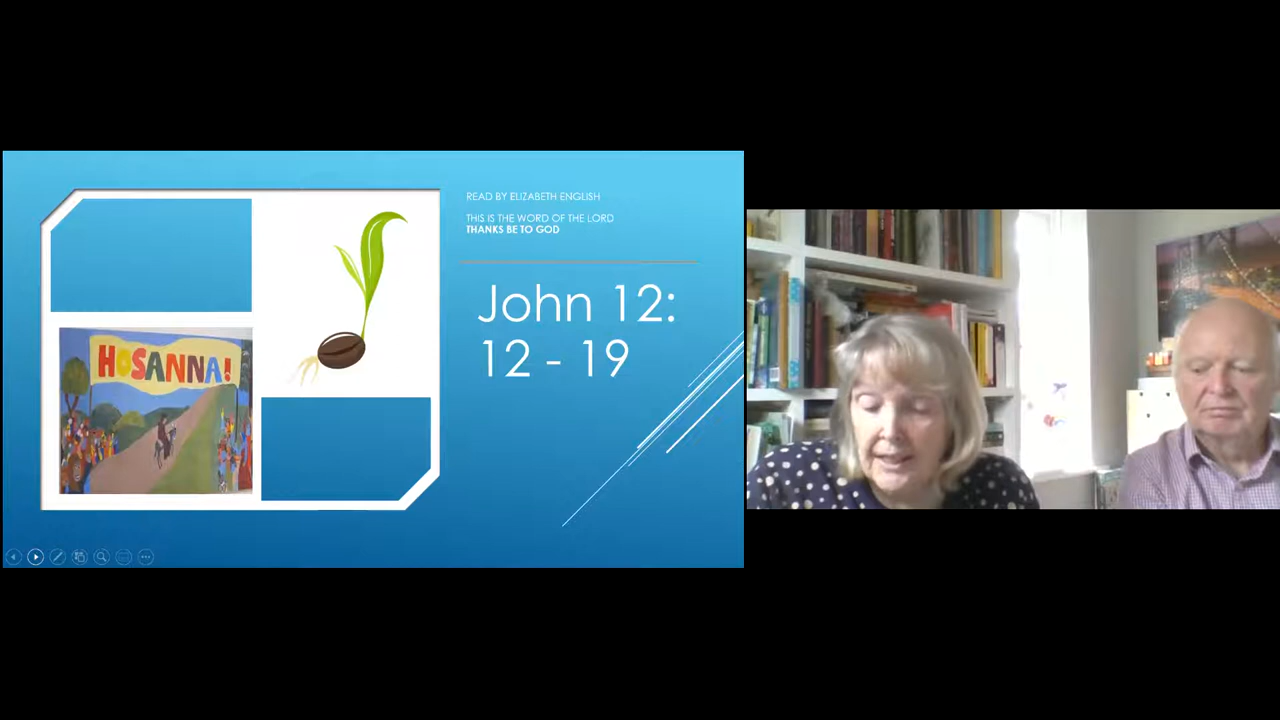 READ BY ELIZABETH ENGLISH
THIS IS THE WORD OF THE LORD
THANKS BE TO GOD
John 12:
12 - 19
HOSANNA!